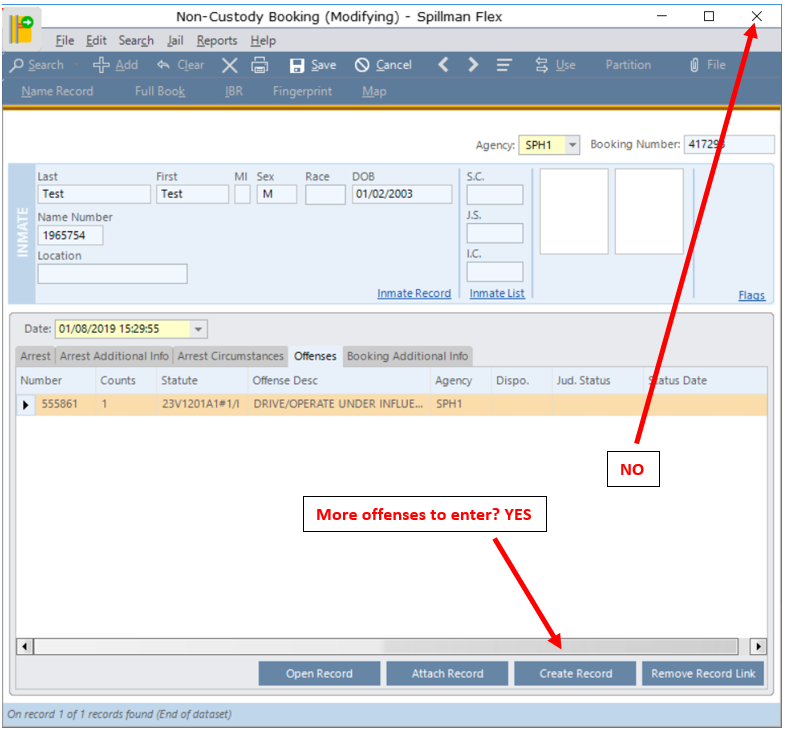 Non-Custody Booking (Modifying) - Spillman Flex
File Edit Search Jail Reports Help
Search Add Clear Save Cancel Use Partition File
Name Record Full Book IBR Fingerprint Map
Agency: SPH1 Booking Number: 417293
INMATE
Last First MI Sex Race DOB S.C.
Test Test M 01/02/2003
Name Number J.S.
1965754
Location I.C.
Inmate Record Inmate List Flags
Date: 01/08/2019 15:29:55
Arrest Arrest Additional Info Arrest Circumstances Offenses Booking Additional Info
Number Counts Statute Offense Desc Agency Dispo. Jud. Status Status Date
555861 1 23V1201A1#1/I DRIVE/OPERATE UNDER INFLUE... SPH1
NO
More offenses to enter? YES
Open Record Attach Record Create Record Remove Record Link
On record 1 of 1 records found (End of dataset)